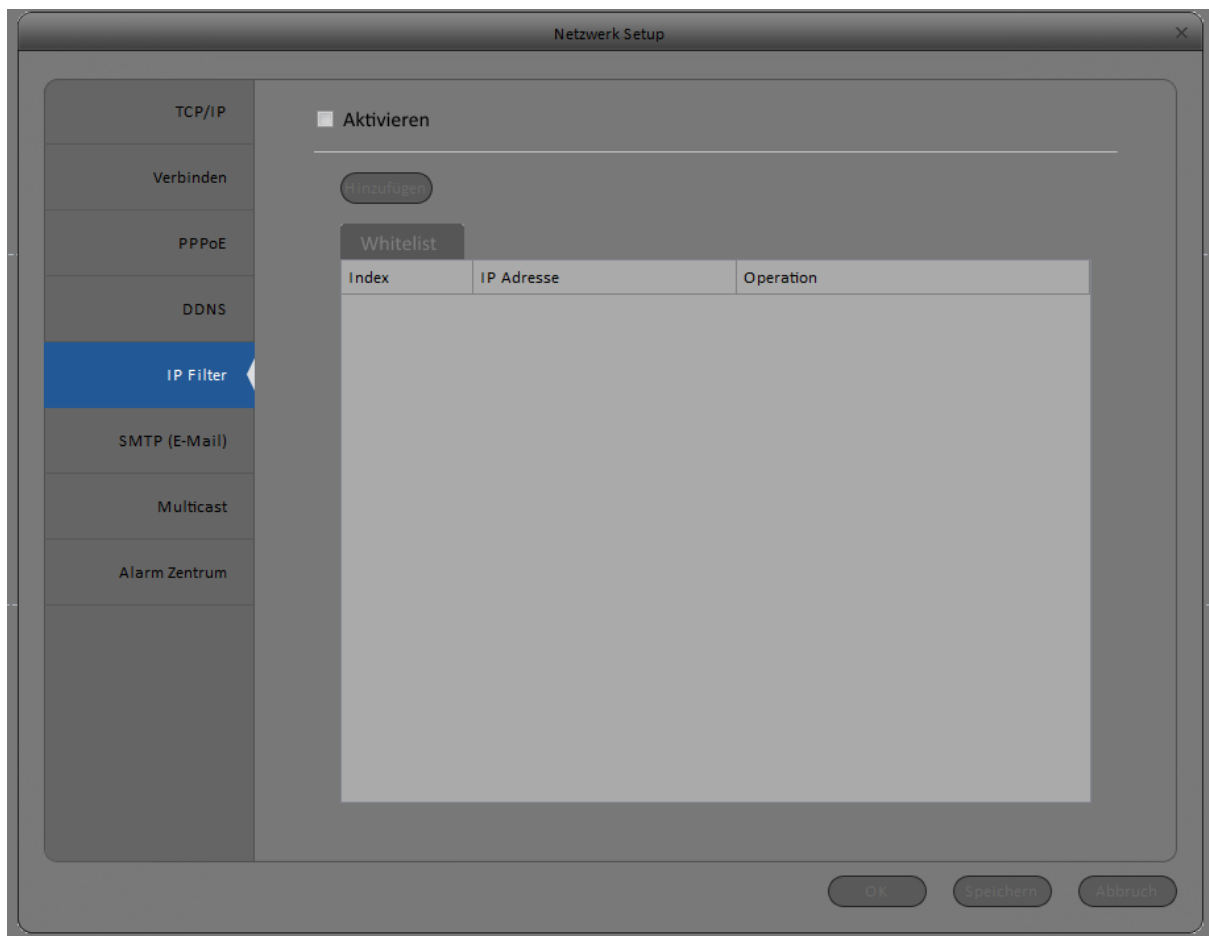 Netzwerk Setup
TCP/IP
Verbinden
PPPoE
DDNS
IP Filter
SMTP (E-Mail)
Multicast
Alarm Zentrum
Aktivieren
Hinzufügen
Whitelist
Index IP Adresse Operation
OK Speichern Abbruch